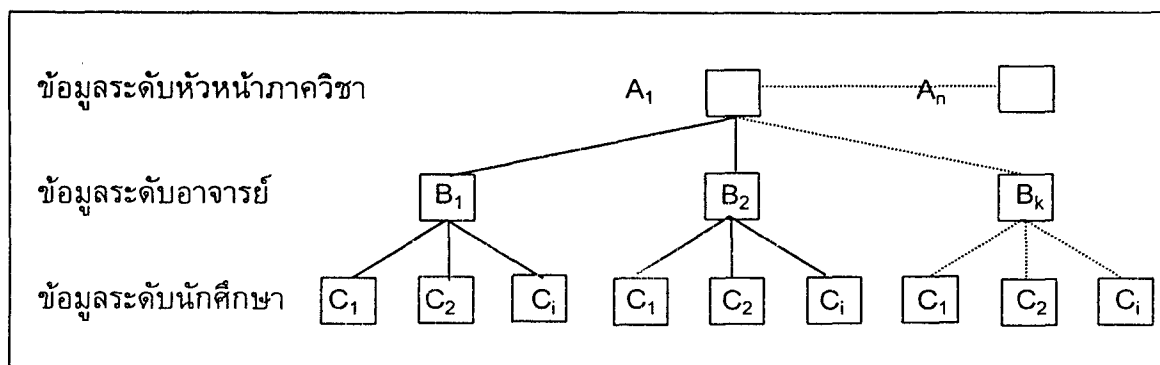 ข้อมูลระดับหัวหน้าภาควิชา A₁ Aₙ
ข้อมูลระดับอาจารย์ B₁ B₂ Bₖ
ข้อมูลระดับนักศึกษา C₁ C₂ Cᵢ C₁ C₂ Cᵢ C₁ C₂ Cᵢ